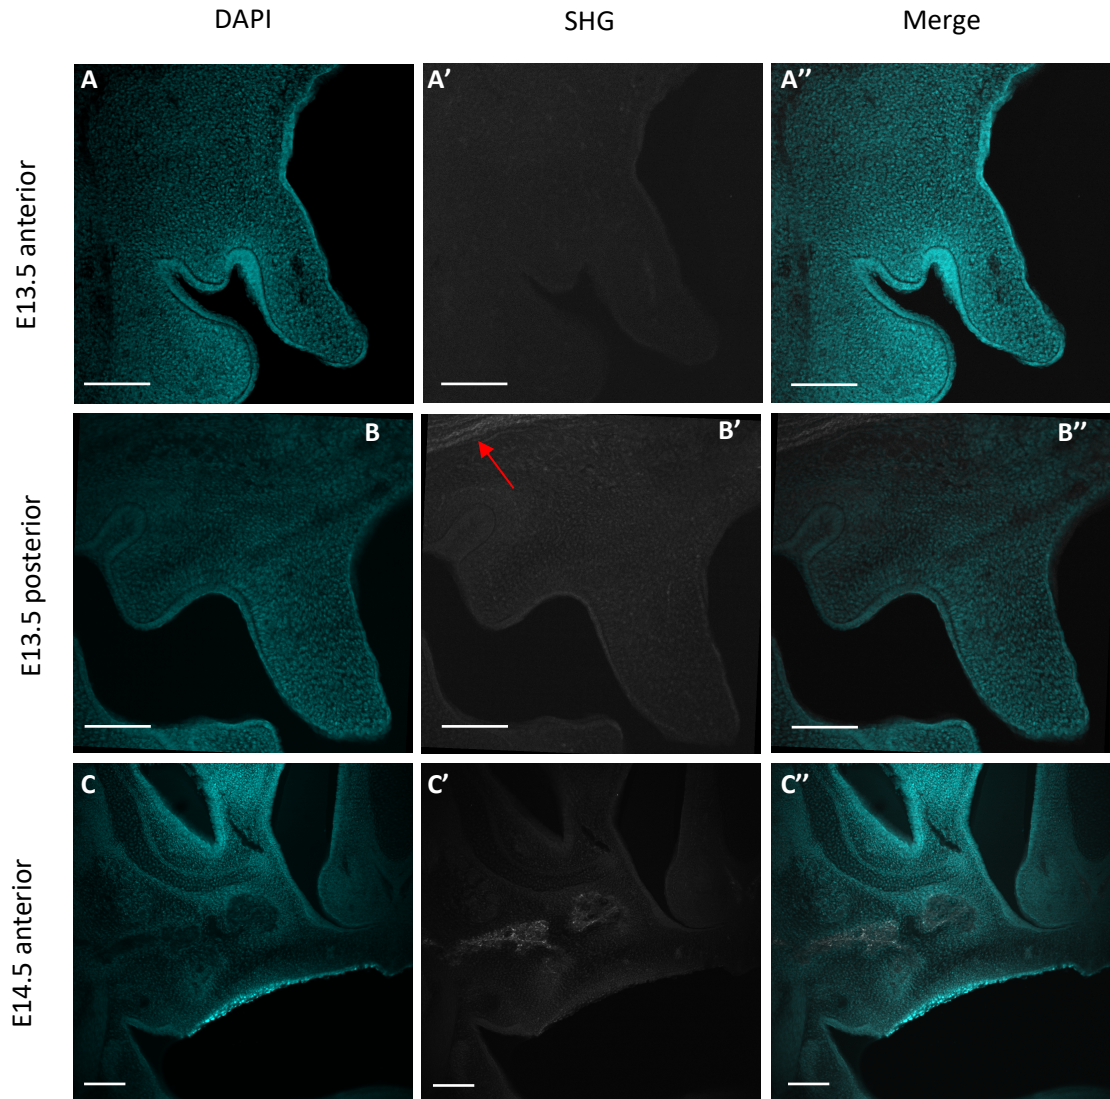 DAPI
SHG
Merge
E13.5 anterior
A
A’
A’’
E13.5 posterior
B
B’
B’’
E14.5 anterior
C
C’
C’’